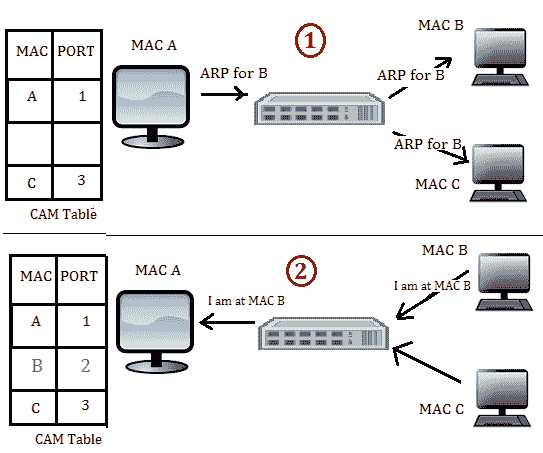 MAC PORT
A 1
C 3
CAM Table
MAC A
1
ARP for B
MAC B
ARP for B
ARP for B
MAC C
MAC PORT
A 1
B 2
C 3
CAM Table
MAC A
2
I am at MAC B
MAC B
I am at MAC B
MAC C